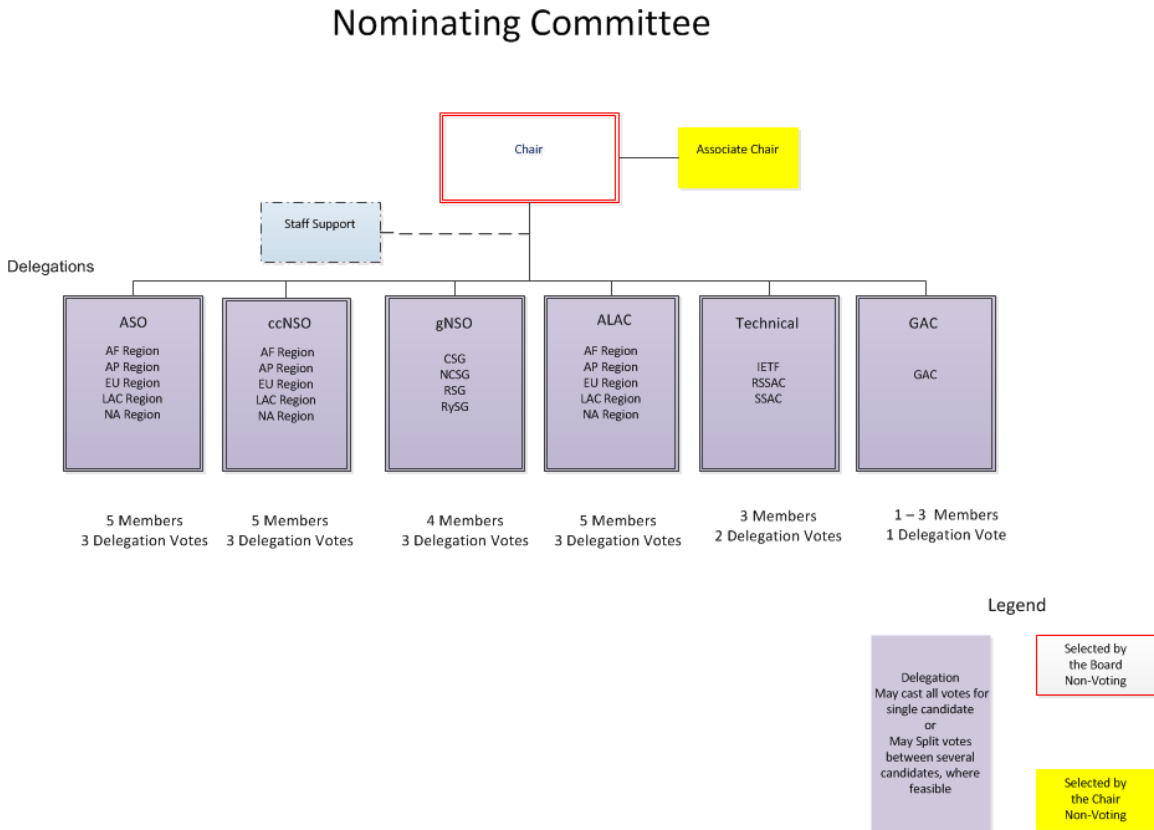 Nominating Committee
Chair
Associate Chair
Staff Support
Delegations
ASO
AF Region
AP Region
EU Region
LAC Region
NA Region
ccNSO
AF Region
AP Region
EU Region
LAC Region
NA Region
gNSO
CSG
NCSG
RSG
RySG
ALAC
AF Region
AP Region
EU Region
LAC Region
NA Region
Technical
IETF
RSSAC
SSAC
GAC
GAC
5 Members
3 Delegation Votes
5 Members
3 Delegation Votes
4 Members
3 Delegation Votes
5 Members
3 Delegation Votes
3 Members
2 Delegation Votes
1 – 3 Members
1 Delegation Vote
Legend
Delegation
May cast all votes for
single candidate
or
May Split votes
between several
candidates, where
feasible
Selected by
the Board
Non-Voting
Selected by
the Chair
Non-Voting